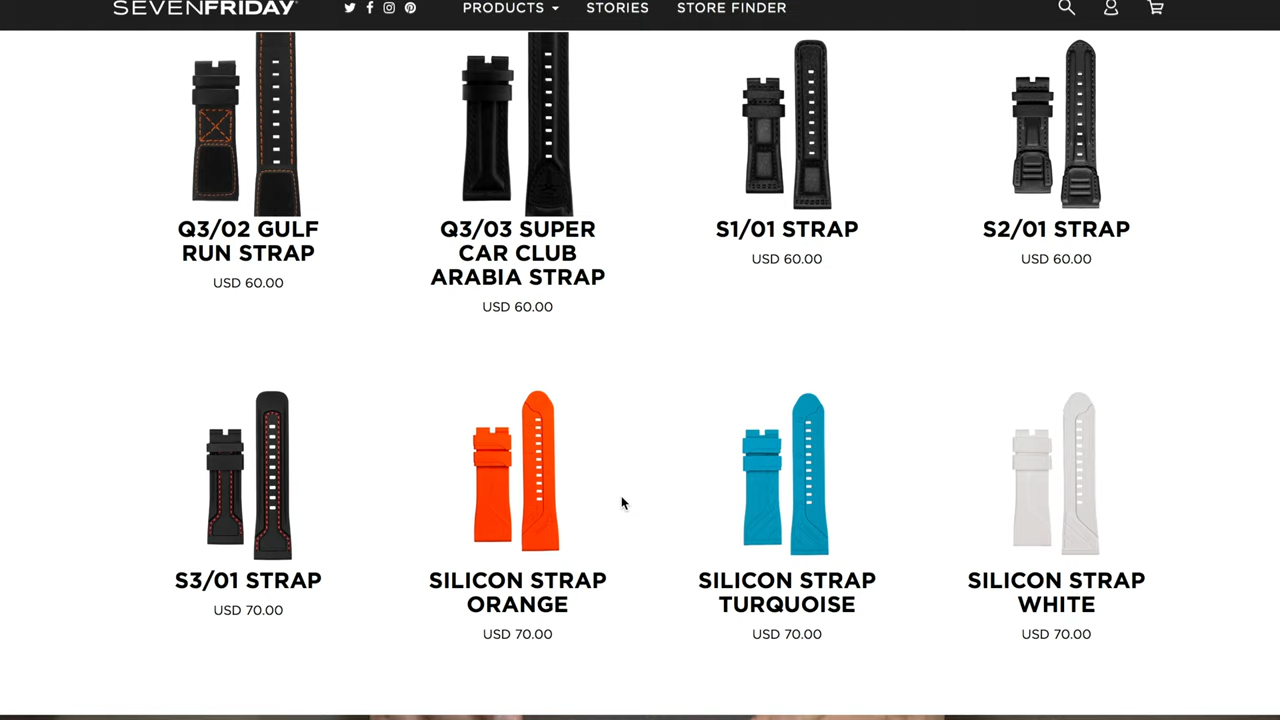 SEVENFRIDAY
PRODUCTS
STORIES
STORE FINDER
Q3/02 GULF
RUN STRAP
USD 60.00
Q3/03 SUPER
CAR CLUB
ARABIA STRAP
USD 60.00
S1/01 STRAP
USD 60.00
S2/01 STRAP
USD 60.00
S3/01 STRAP
USD 70.00
SILICON STRAP
ORANGE
USD 70.00
SILICON STRAP
TURQUOISE
USD 70.00
SILICON STRAP
WHITE
USD 70.00